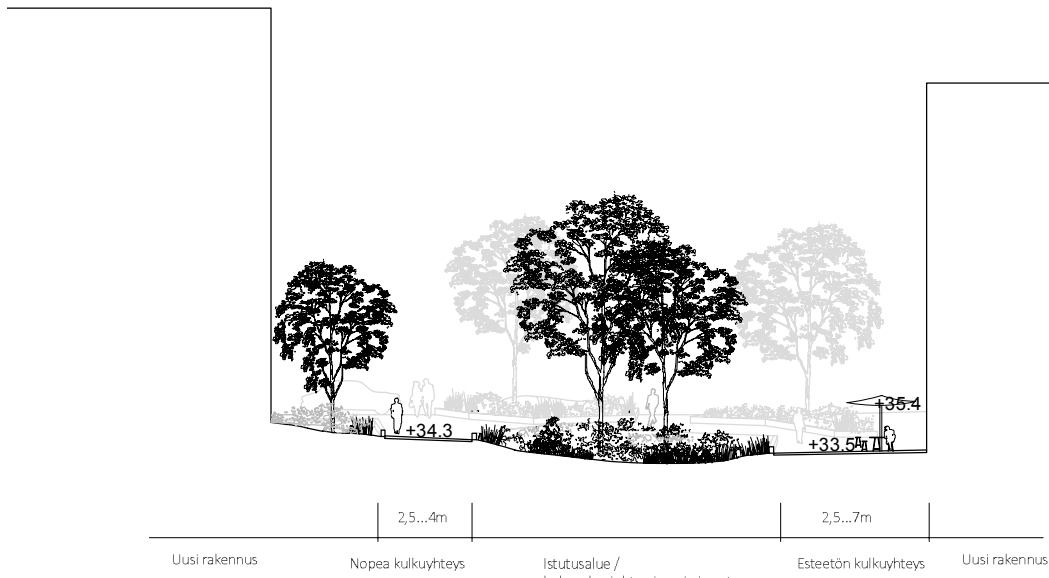 +35.4
+34.3
+33.5
2,5...4m
2,5...7m
Uusi rakennus
Nopea kulkuyhteys
Istutusalue /
Esteetön kulkuyhteys
Uusi rakennus